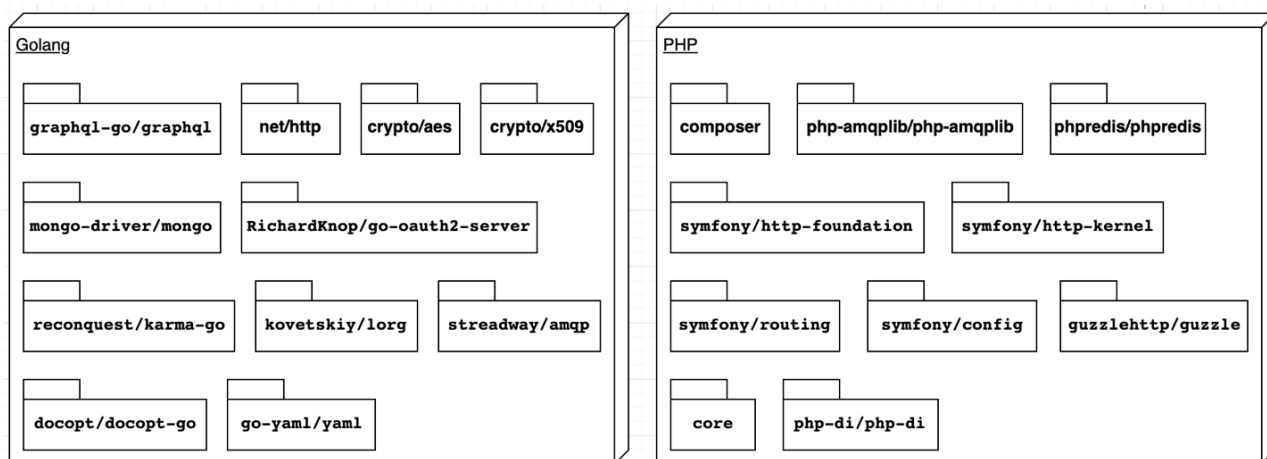 Golang
graphql-go/graphql
net/http
crypto/aes
crypto/x509
mongo-driver/mongo
RichardKnop/go-oauth2-server
reconquest/karma-go
kovetskiy/lorg
streadway/amqp
docopt/docopt-go
go-yaml/yaml
PHP
composer
php-amqplib/php-amqplib
phpredis/phpredis
symfony/http-foundation
symfony/http-kernel
symfony/routing
symfony/config
guzzlehttp/guzzle
core
php-di/php-di